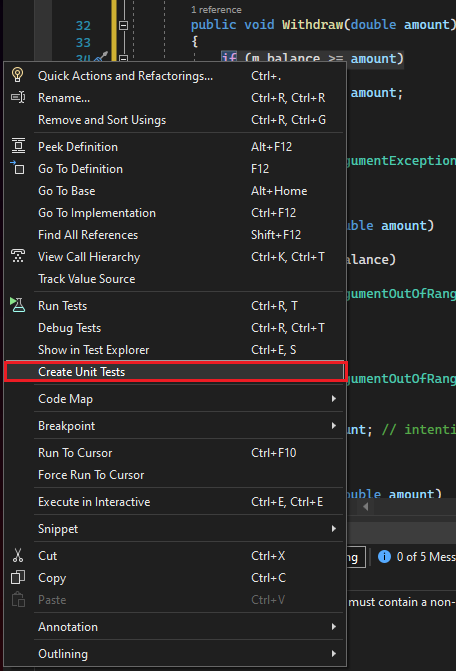 1 reference
32 public void Withdraw(double amount)
33 {
34 if (m_balance >= amount)
Quick Actions and Refactorings... Ctrl+.
Rename... Ctrl+R, Ctrl+R
amount;
Remove and Sort Usings Ctrl+R, Ctrl+G
Peek Definition Alt+F12
Go To Definition F12
gumentException
Go To Base Alt+Home
Go To Implementation Ctrl+F12
uble amount)
Find All References Shift+F12
View Call Hierarchy Ctrl+K, Ctrl+T
alance)
Track Value Source
gumentOutOfRang
Run Tests Ctrl+R, T
Debug Tests Ctrl+R, Ctrl+T
Show in Test Explorer Ctrl+E, S
Create Unit Tests
gumentOutOfRang
Code Map
Breakpoint
unt; // intenti
Run To Cursor Ctrl+F10
Force Run To Cursor
Execute in Interactive Ctrl+E, Ctrl+E
uble amount)
Snippet
Cut Ctrl+X
ng
0 of 5 Mess
Copy Ctrl+C
Paste Ctrl+V
must contain a non-
Annotation
Outlining